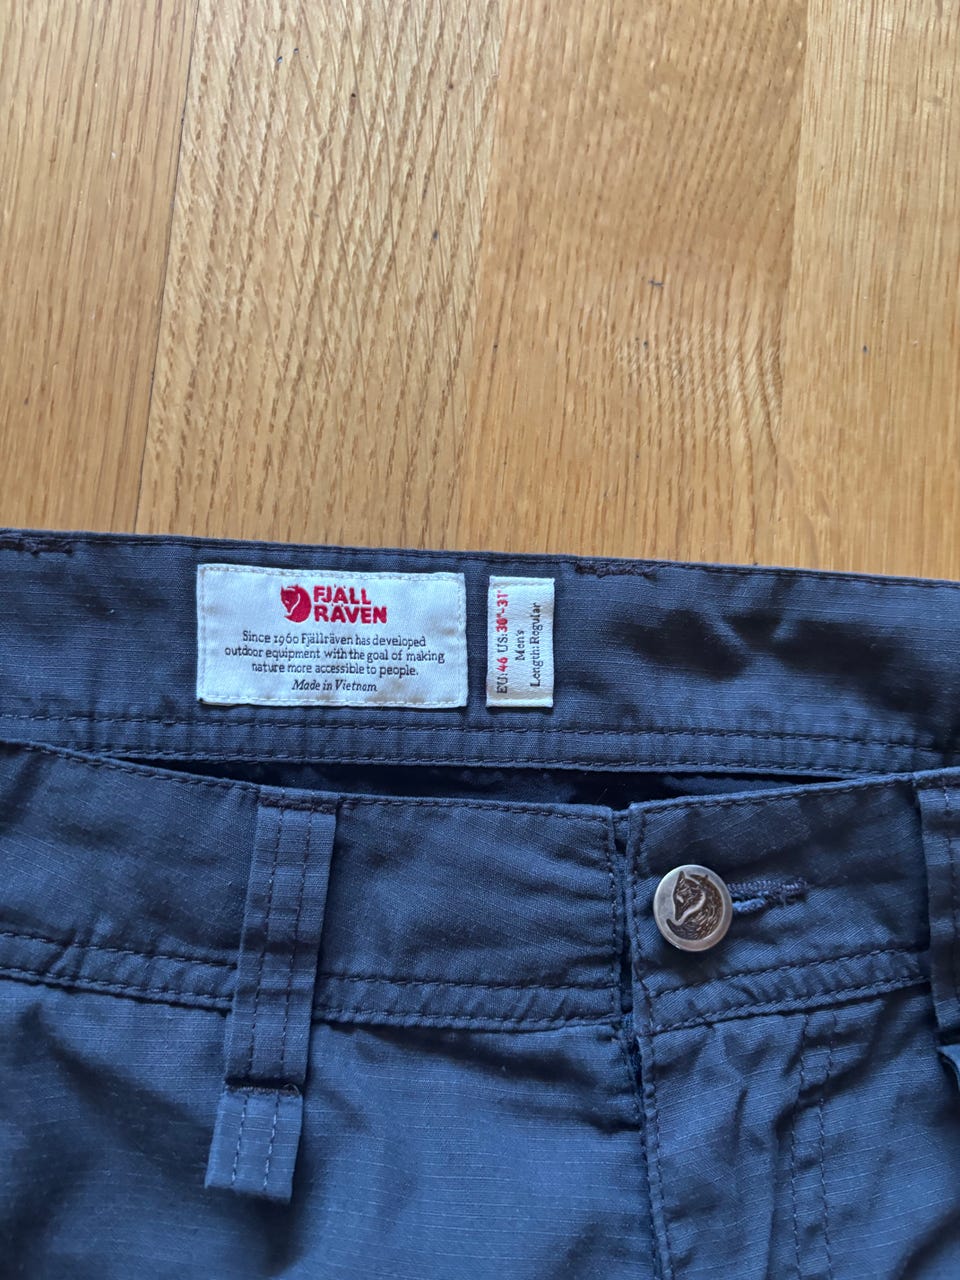 FJÄLL
RÄVEN
Since 1960 Fjällräven has developed
outdoor equipment with the goal of making
nature more accessible to people.
Made in Vietnam
EU:46 US:30"-31"
Men's
Length: Regular